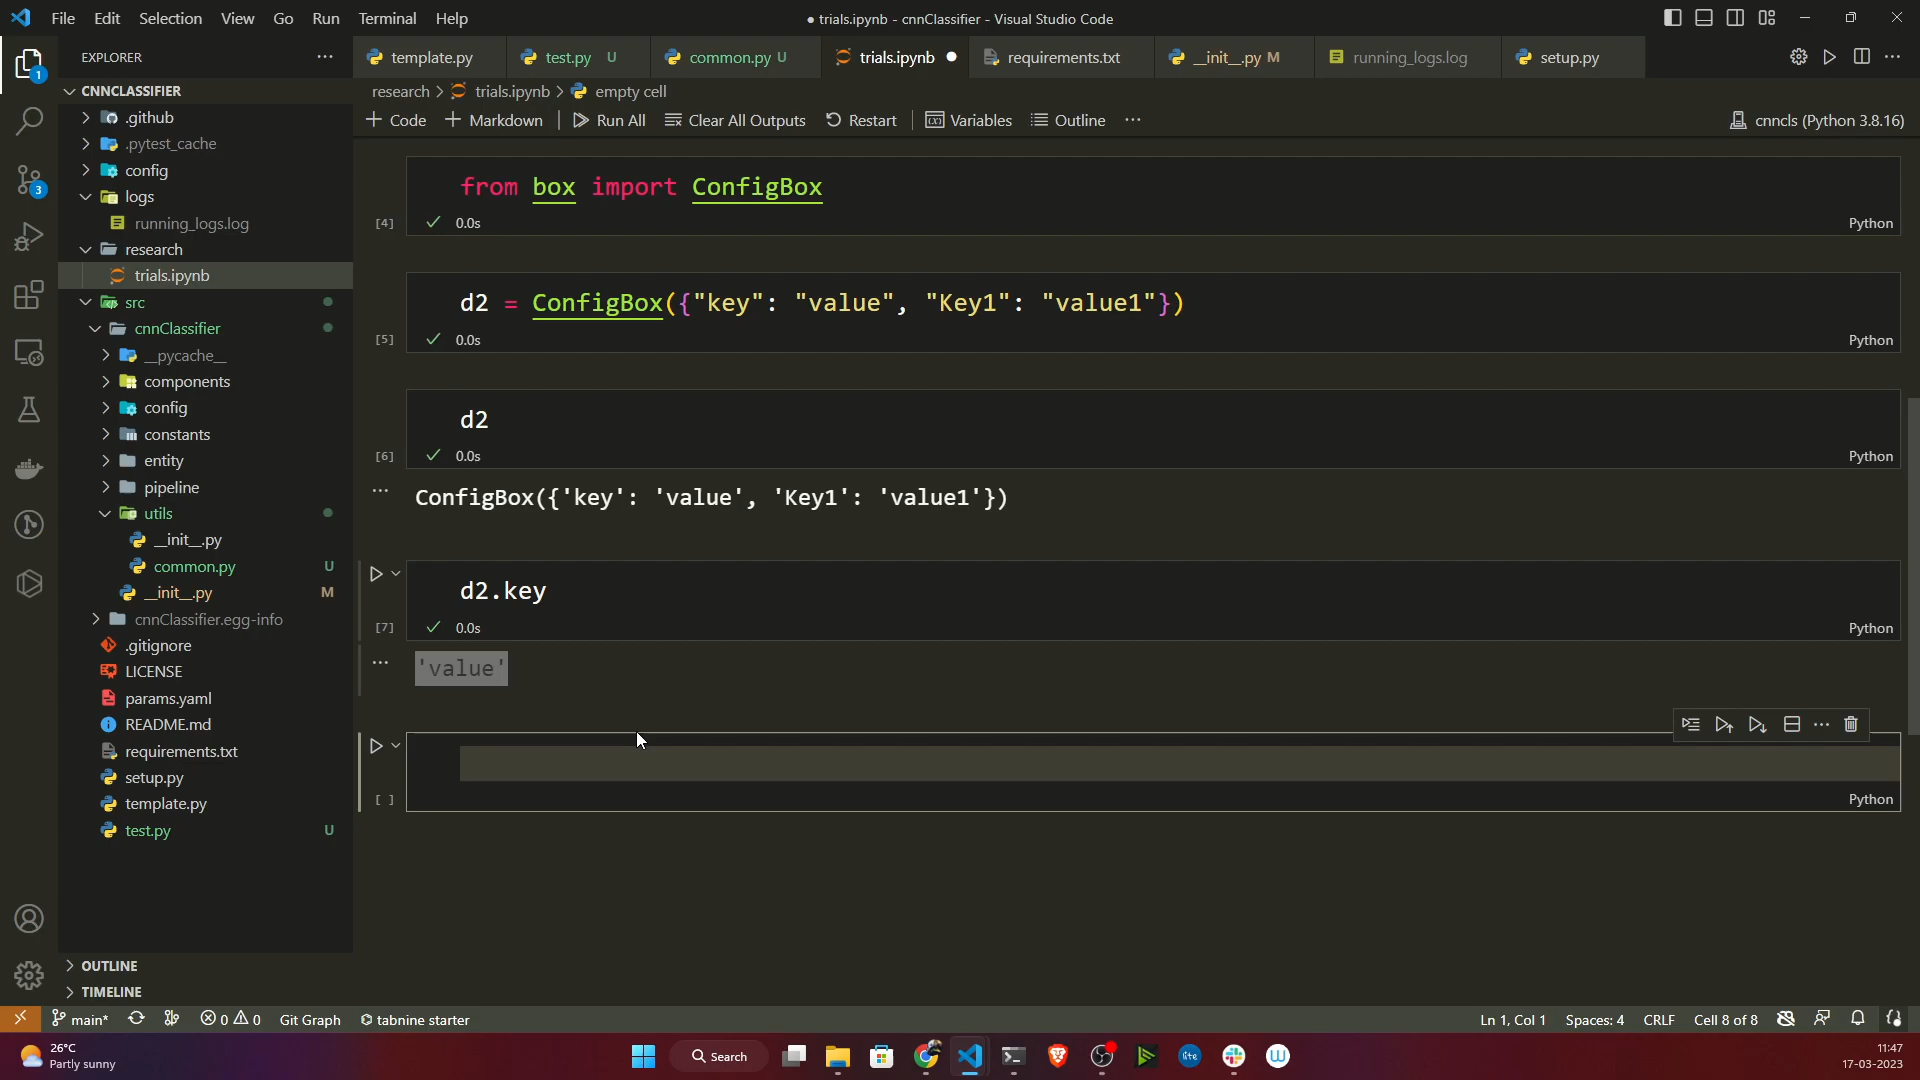 File Edit Selection View Go Run Terminal Help
● trials.ipynb - cnnClassifier - Visual Studio Code
EXPLORER
template.py
test.py U
common.py U
trials.ipynb
requirements.txt
__init__.py M
running_logs.log
setup.py
CNNCLASSIFIER
research > trials.ipynb > empty cell
+ Code + Markdown Run All Clear All Outputs Restart Variables Outline ...
cnncls (Python 3.8.16)
1
3
.github
.pytest_cache
config
logs
running_logs.log
research
trials.ipynb
src
cnnClassifier
__pycache__
components
config
constants
entity
pipeline
utils
__init__.py
common.py U
__init__.py M
cnnClassifier.egg-info
.gitignore
LICENSE
params.yaml
README.md
requirements.txt
setup.py
template.py
test.py U
OUTLINE
TIMELINE
from box import ConfigBox
[4] 0.0s Python
d2 = ConfigBox({"key": "value", "Key1": "value1"})
[5] 0.0s Python
d2
[6] 0.0s Python
ConfigBox({'key': 'value', 'Key1': 'value1'})
d2.key
[7] 0.0s Python
'value'
[ ] Python
main* 0 0 Git Graph tabnine starter
Ln 1, Col 1 Spaces: 4 CRLF Cell 8 of 8
26°C
Partly sunny
Search
lite
11:47
17-03-2023